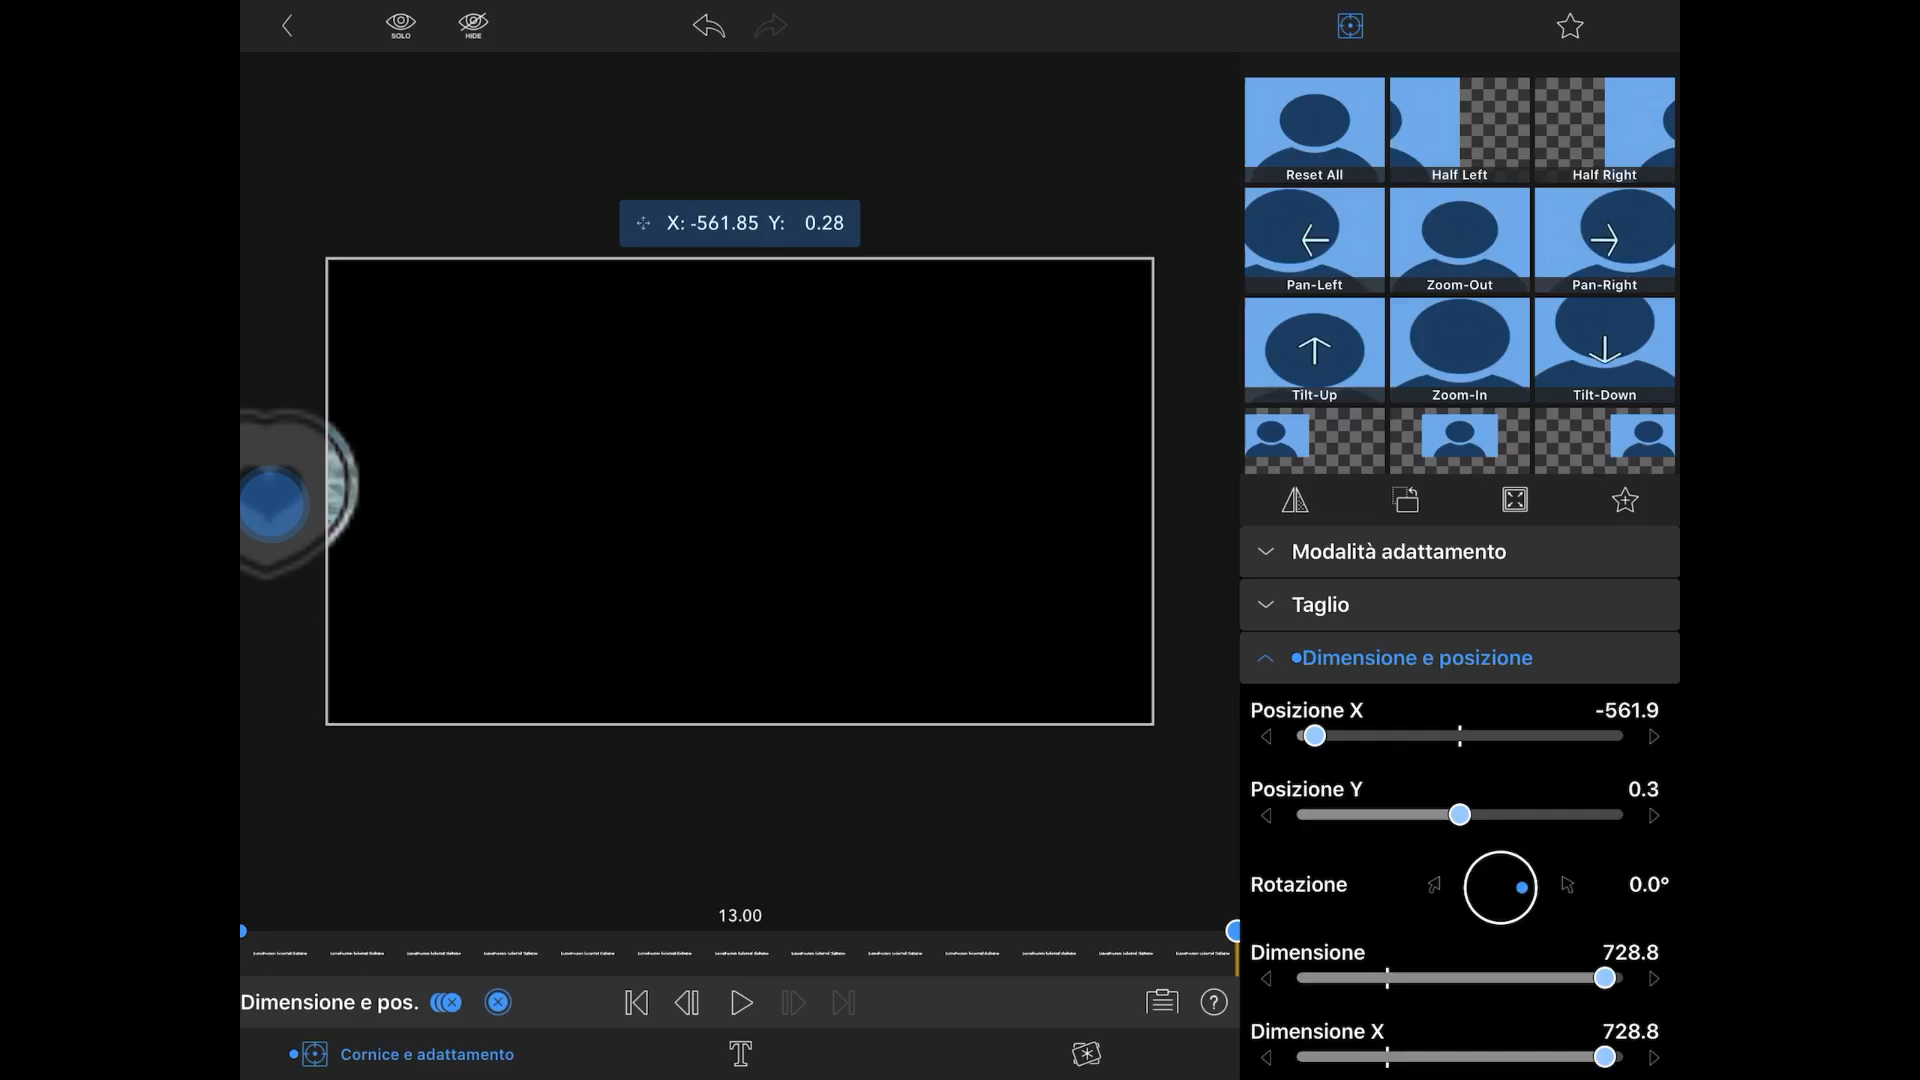 SOLO
HIDE
X: -561.85 Y: 0.28
Reset All
Half Left
Half Right
Pan-Left
Zoom-Out
Pan-Right
Tilt-Up
Zoom-In
Tilt-Down
Modalità adattamento
Taglio
Dimensione e posizione
Posizione X -561.9
Posizione Y 0.3
Rotazione 0.0°
Dimensione 728.8
Dimensione X 728.8
13.00
Dimensione e pos.
?
Cornice e adattamento
T